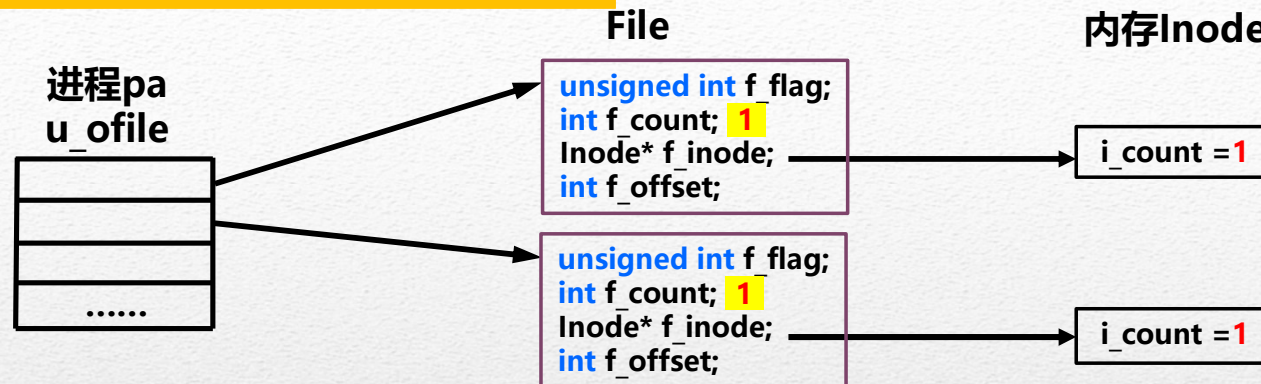 File
内存Inode
进程pa
u_ofile
......
unsigned int f_flag;
int f_count; 1
Inode* f_inode;
int f_offset;
i_count =1
unsigned int f_flag;
int f_count; 1
Inode* f_inode;
int f_offset;
i_count =1